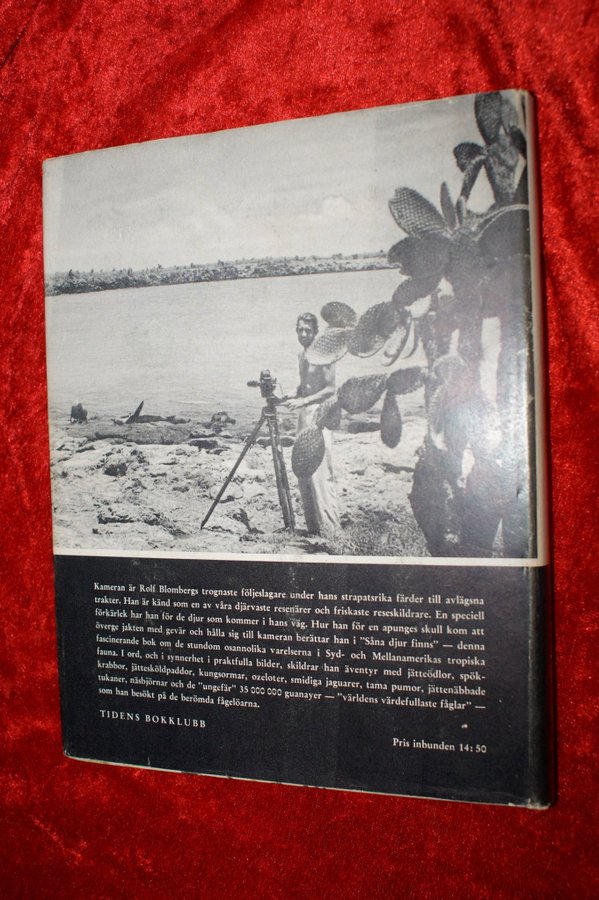 Kameran är Rolf Blombergs trognaste följeslagare under hans strapatsrika färder till avlägsna
trakter. Han är känd som en av våra djärvaste resenärer och friskaste reseskildrare. En speciell
förkärlek har han för de djur som kommer i hans väg. Hur han för en apunges skull kom att
överge jakten med gevär och hålla sig till kameran berättar han i "Såna djur finns" — denna
fascinerande bok om de stundom osannolika varelserna i Syd- och Mellanamerikas tropiska
fauna. I ord, och i synnerhet i praktfulla bilder, skildrar han äventyr med jätteödlor, spök-
krabbor, jättesköldpaddor, kungsormar, ozeloter, smidiga jaguarer, tama pumor, jättenäbbade
tukaner, näsbjörnar och de "ungefär" 35 000 000 guanayer — "världens värdefullaste fåglar" —
som han besökt på de berömda fågelöarna.
TIDENS BOKKLUBB
Pris inbunden 14:50